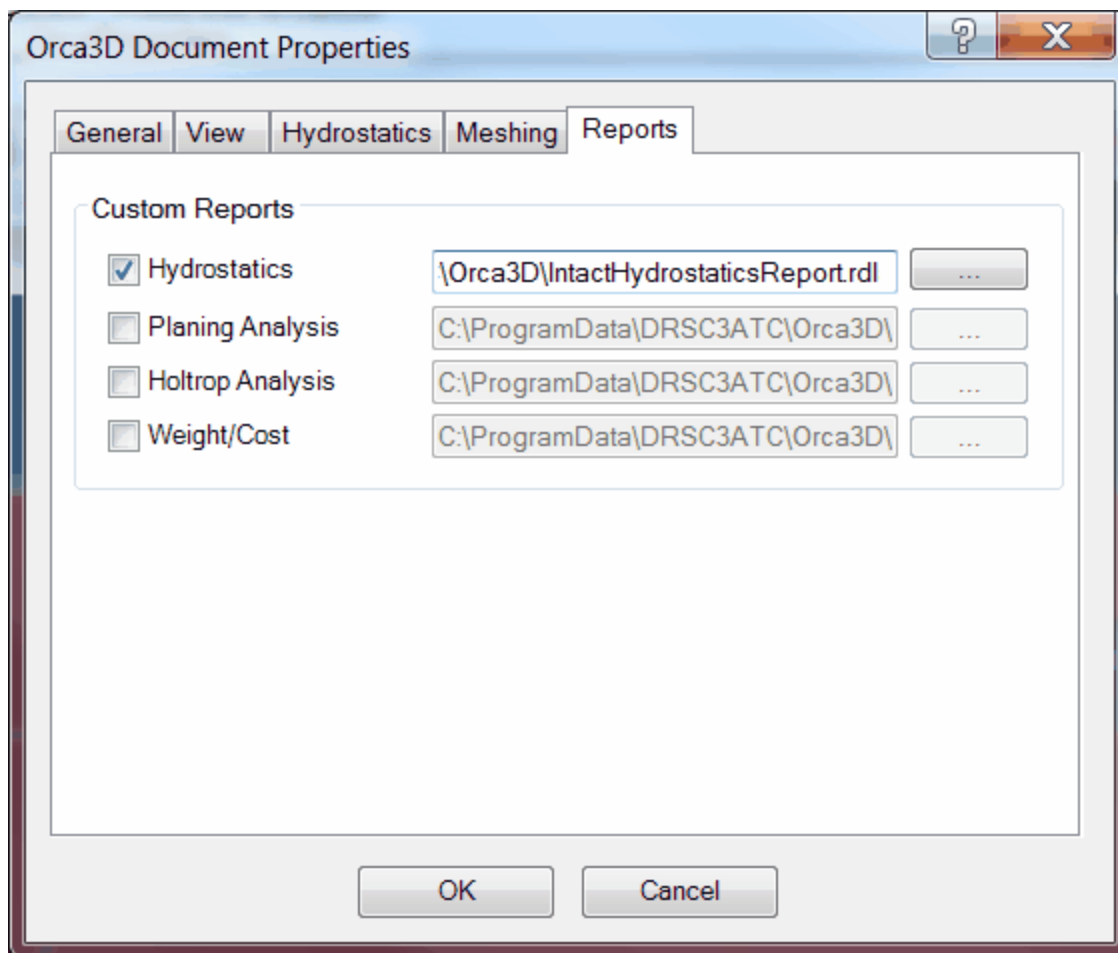 Orca3D Document Properties
General View Hydrostatics Meshing Reports
Custom Reports
Hydrostatics :\Orca3D\IntactHydrostaticsReport.rdl ...
Planing Analysis C:\ProgramData\DRSC3ATC\Orca3D\ ...
Holtrop Analysis C:\ProgramData\DRSC3ATC\Orca3D\ ...
Weight/Cost C:\ProgramData\DRSC3ATC\Orca3D\ ...
OK Cancel